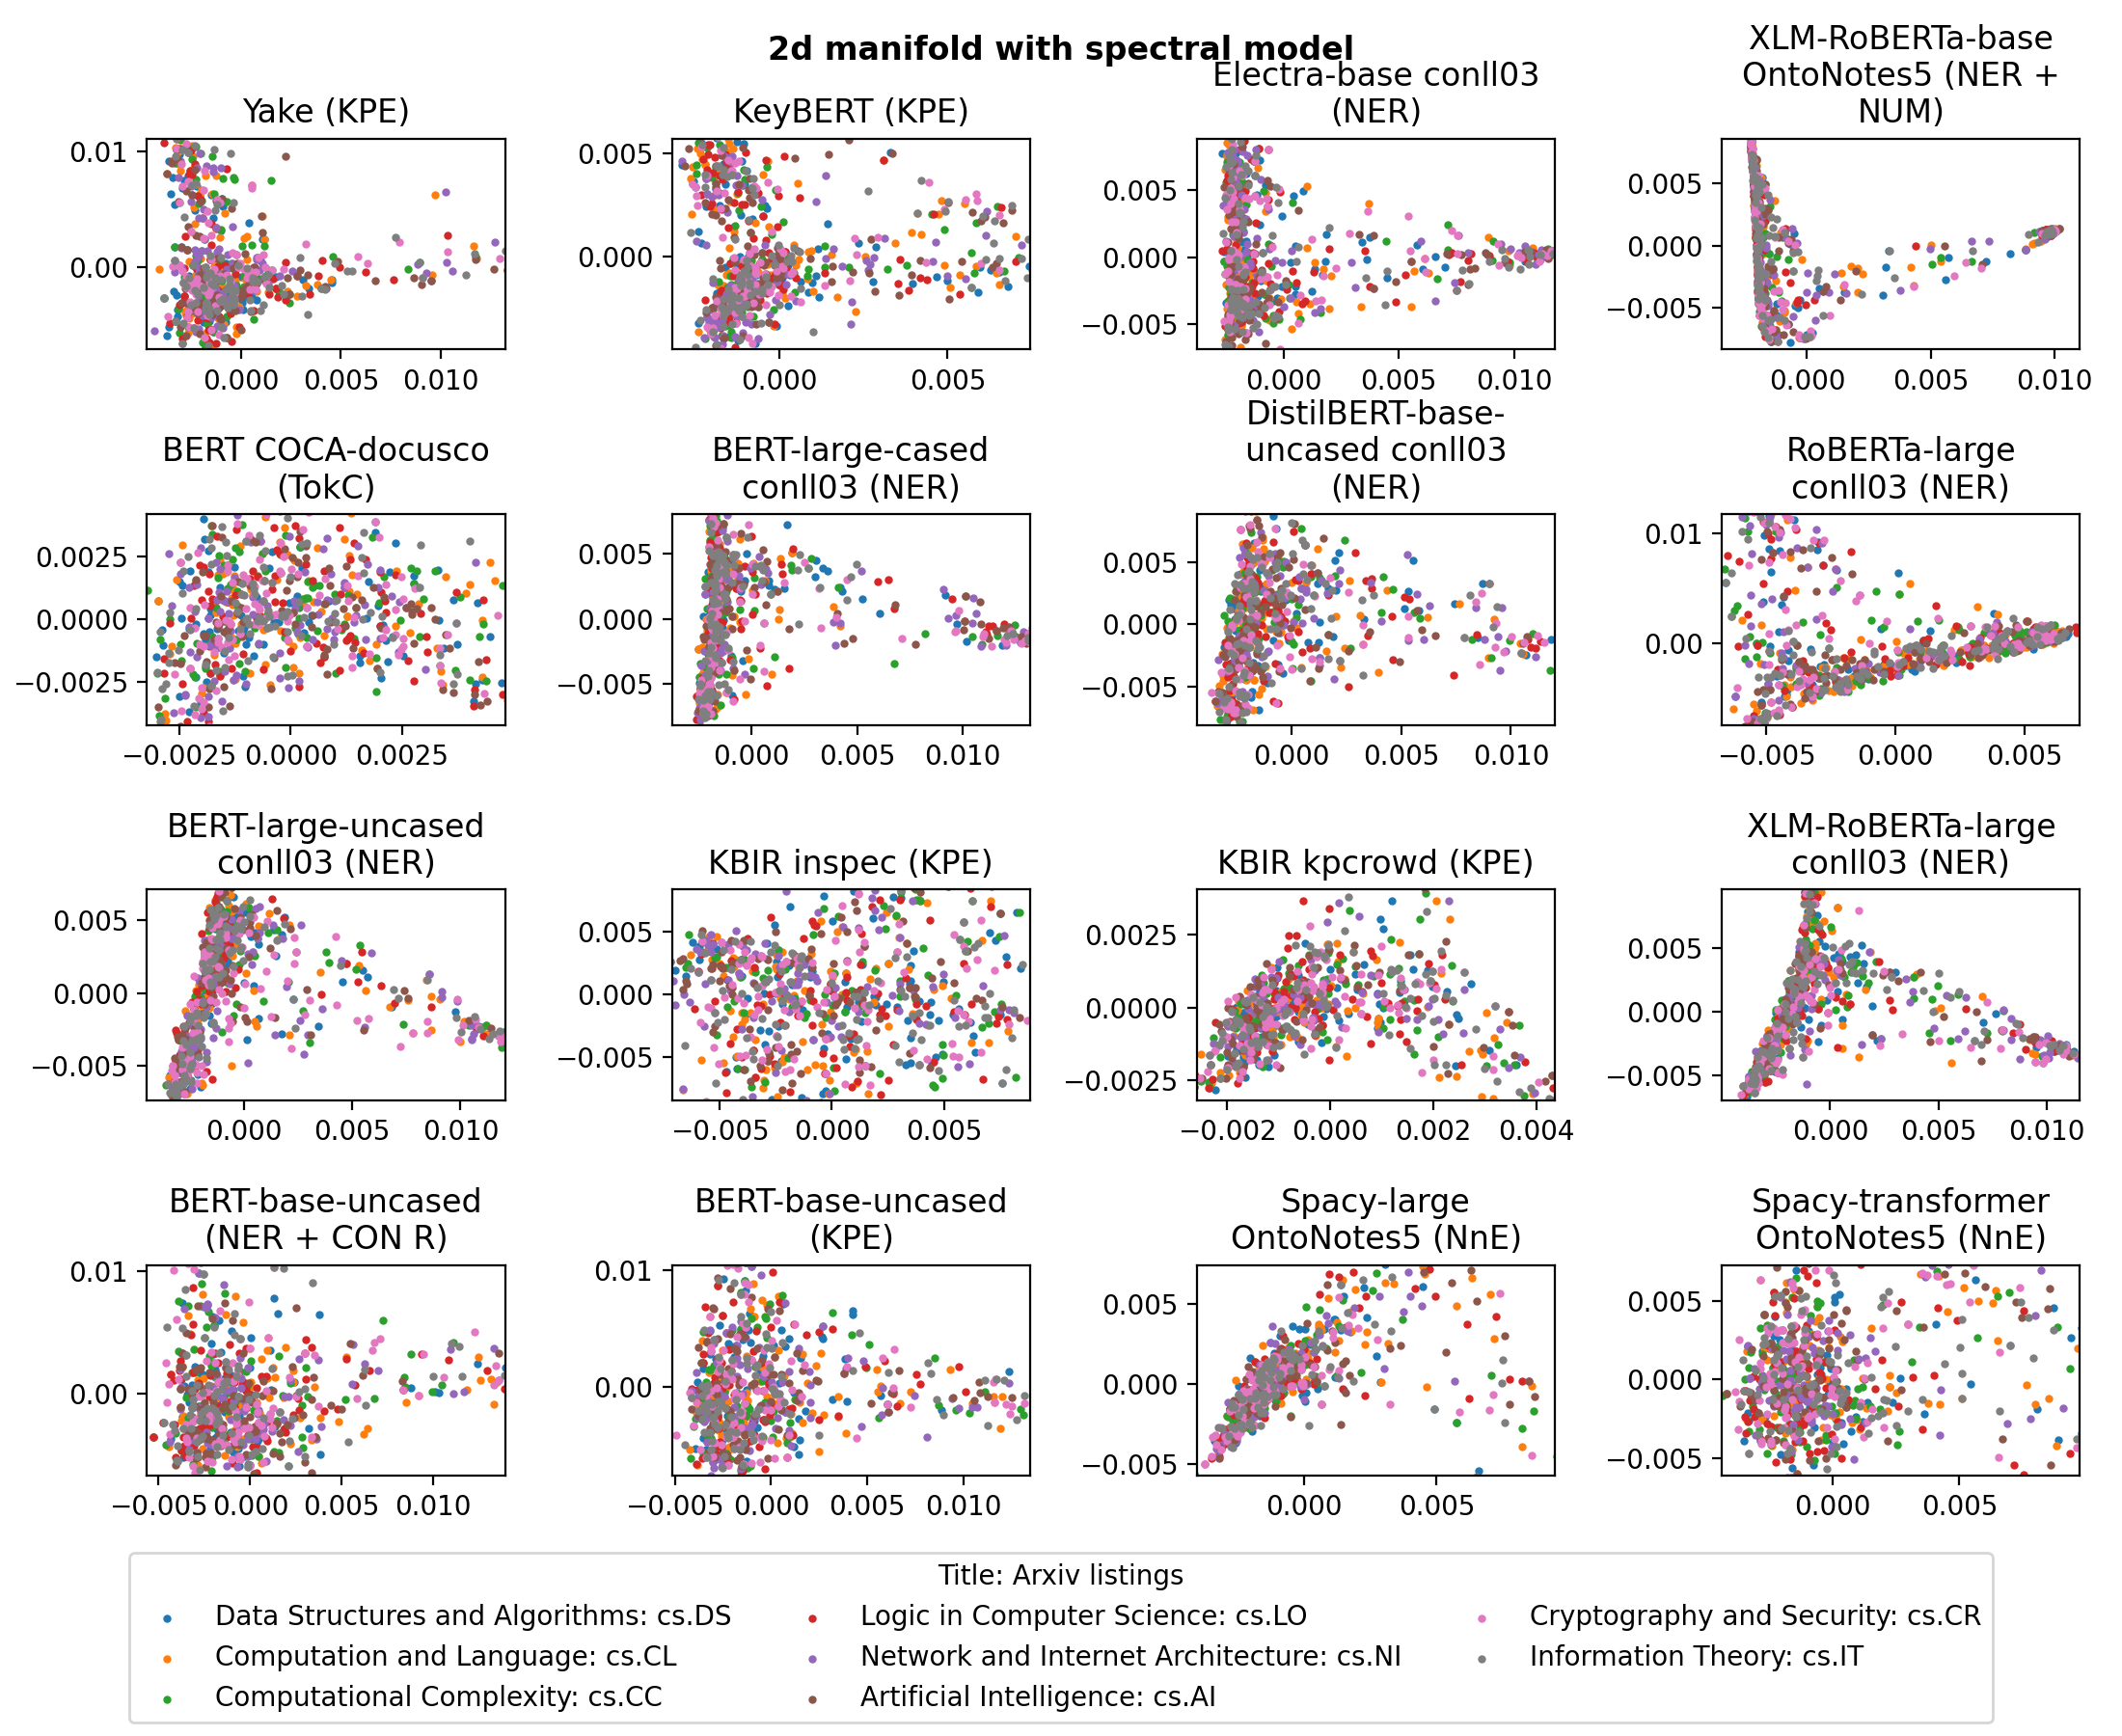 2d manifold with spectral model
Yake (KPE)
KeyBERT (KPE)
Electra-base conll03
(NER)
XLM-RoBERTa-base
OntoNotes5 (NER +
NUM)
0.01
0.00
0.000 0.005 0.010
0.005
0.000
0.000 0.005
0.005
0.000
−0.005
0.000 0.005 0.010
0.005
0.000
−0.005
0.000 0.005 0.010
BERT COCA-docusco
(TokC)
BERT-large-cased
conll03 (NER)
DistilBERT-base-
uncased conll03
(NER)
RoBERTa-large
conll03 (NER)
0.0025
0.0000
−0.0025
−0.0025 0.0000 0.0025
0.005
0.000
−0.005
0.000 0.005 0.010
0.005
0.000
−0.005
0.000 0.005 0.010
0.01
0.00
−0.005 0.000 0.005
BERT-large-uncased
conll03 (NER)
KBIR inspec (KPE)
KBIR kpcrowd (KPE)
XLM-RoBERTa-large
conll03 (NER)
0.005
0.000
−0.005
0.000 0.005 0.010
0.005
0.000
−0.005
−0.005 0.000 0.005
0.0025
0.0000
−0.0025
−0.002 0.000 0.002 0.004
0.005
0.000
−0.005
0.000 0.005 0.010
BERT-base-uncased
(NER + CON R)
BERT-base-uncased
(KPE)
Spacy-large
OntoNotes5 (NnE)
Spacy-transformer
OntoNotes5 (NnE)
0.01
0.00
−0.005 0.000 0.005 0.010
0.01
0.00
−0.005 0.000 0.005 0.010
0.005
0.000
−0.005
0.000 0.005
0.005
0.000
−0.005
0.000 0.005
Title: Arxiv listings
Data Structures and Algorithms: cs.DS
Computation and Language: cs.CL
Computational Complexity: cs.CC
Logic in Computer Science: cs.LO
Network and Internet Architecture: cs.NI
Artificial Intelligence: cs.AI
Cryptography and Security: cs.CR
Information Theory: cs.IT